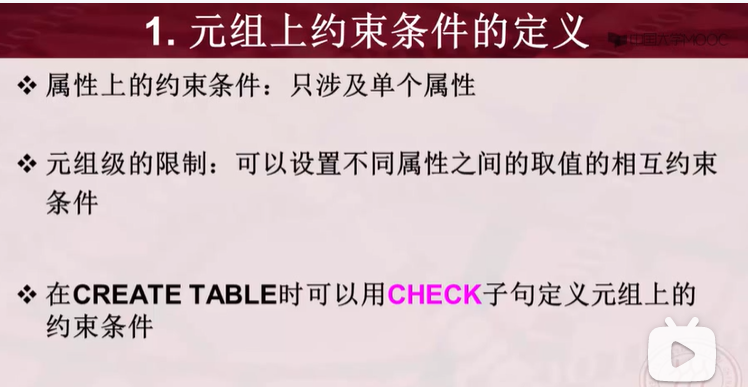 1. 元组上约束条件的定义
中国大学MOOC
❖ 属性上的约束条件：只涉及单个属性
❖ 元组级的限制：可以设置不同属性之间的取值的相互约束
条件
❖ 在CREATE TABLE时可以用CHECK子句定义元组上的
约束条件